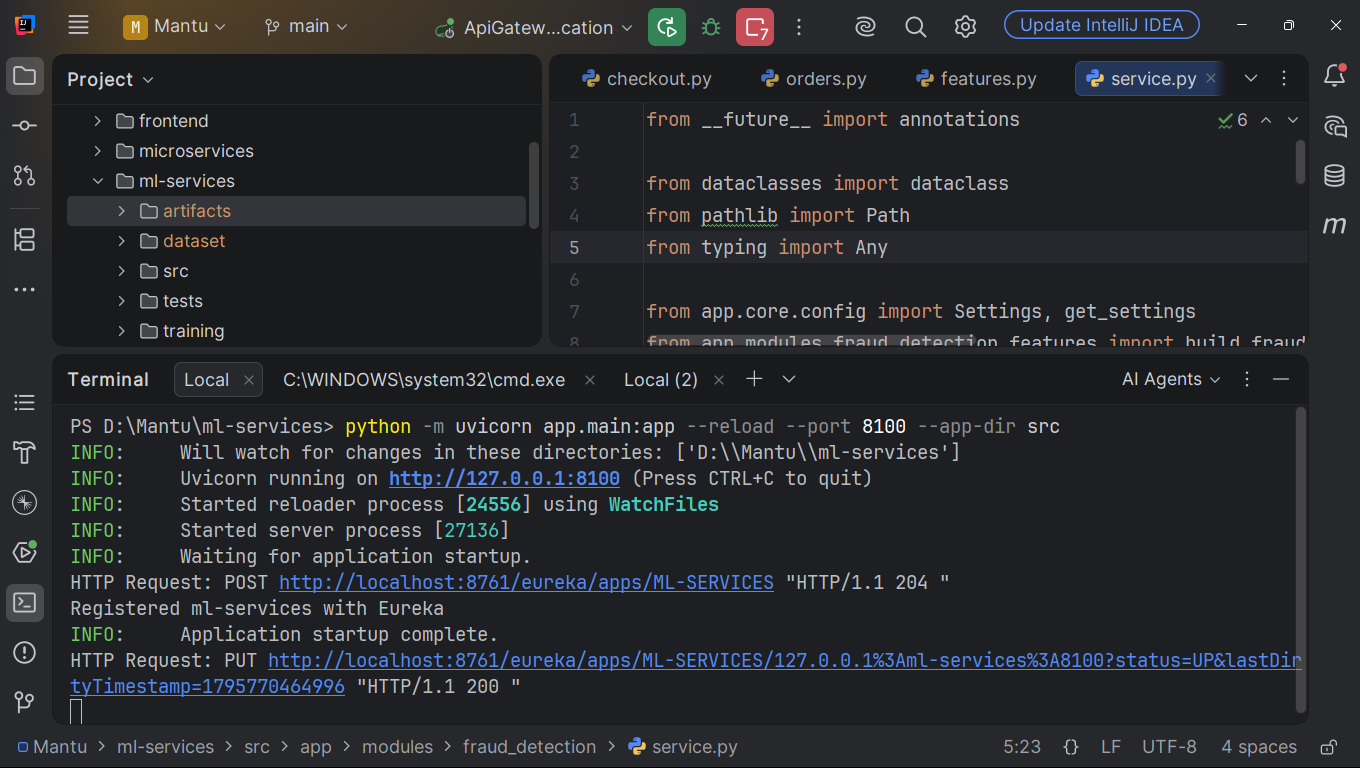 M Mantu main ApiGatew...cation 7 Update IntelliJ IDEA
Project
frontend
microservices
ml-services
artifacts
dataset
src
tests
training
checkout.py orders.py features.py service.py
6
1 from __future__ import annotations
2
3 from dataclasses import dataclass
4 from pathlib import Path
5 from typing import Any
6
7 from app.core.config import Settings, get_settings
8 from app.modules.fraud_detection.features import build_fraud
m
Terminal Local C:\WINDOWS\system32\cmd.exe Local (2) AI Agents
PS D:\Mantu\ml-services> python -m uvicorn app.main:app --reload --port 8100 --app-dir src
INFO: Will watch for changes in these directories: ['D:\\Mantu\\ml-services']
INFO: Uvicorn running on http://127.0.0.1:8100 (Press CTRL+C to quit)
INFO: Started reloader process [24556] using WatchFiles
INFO: Started server process [27136]
INFO: Waiting for application startup.
HTTP Request: POST http://localhost:8761/eureka/apps/ML-SERVICES "HTTP/1.1 204 "
Registered ml-services with Eureka
INFO: Application startup complete.
HTTP Request: PUT http://localhost:8761/eureka/apps/ML-SERVICES/127.0.0.1%3Aml-services%3A8100?status=UP&lastDir
tyTimestamp=1795770464996 "HTTP/1.1 200 "
Mantu > ml-services > src > app > modules > fraud_detection > service.py 5:23 {} LF UTF-8 4 spaces